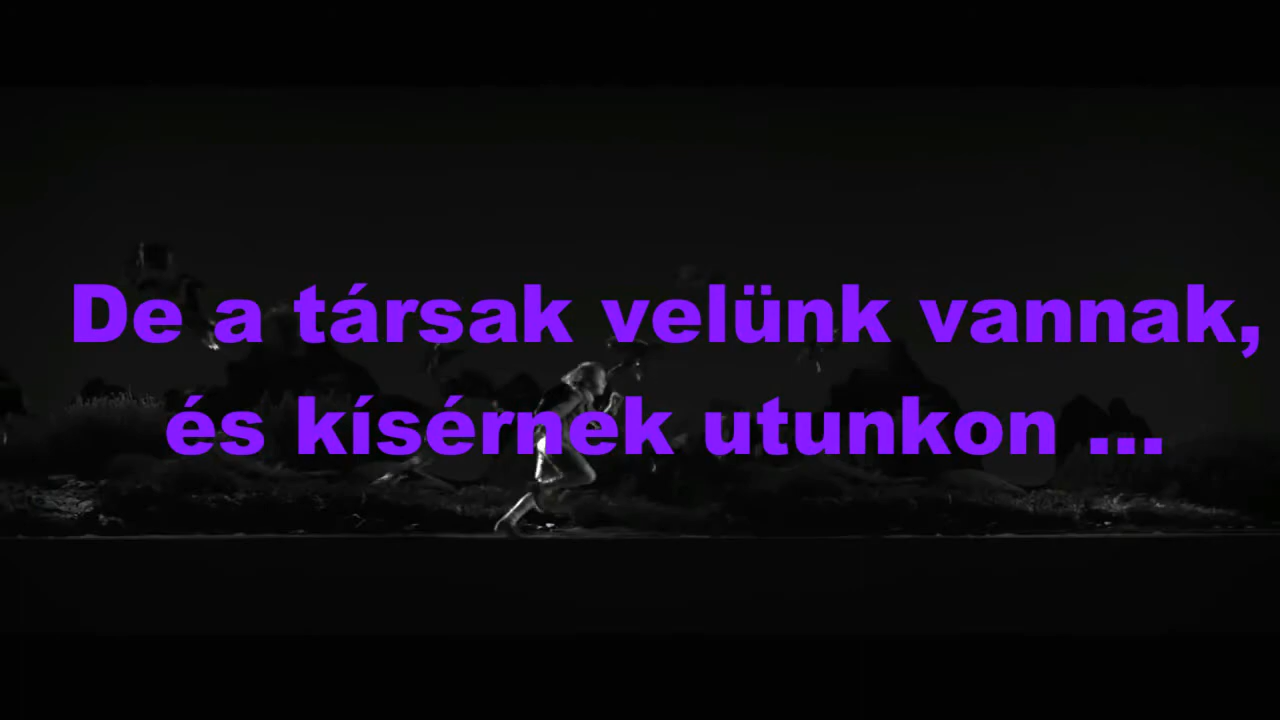 De a társak velünk vannak,
és kísérnek utunkon ...